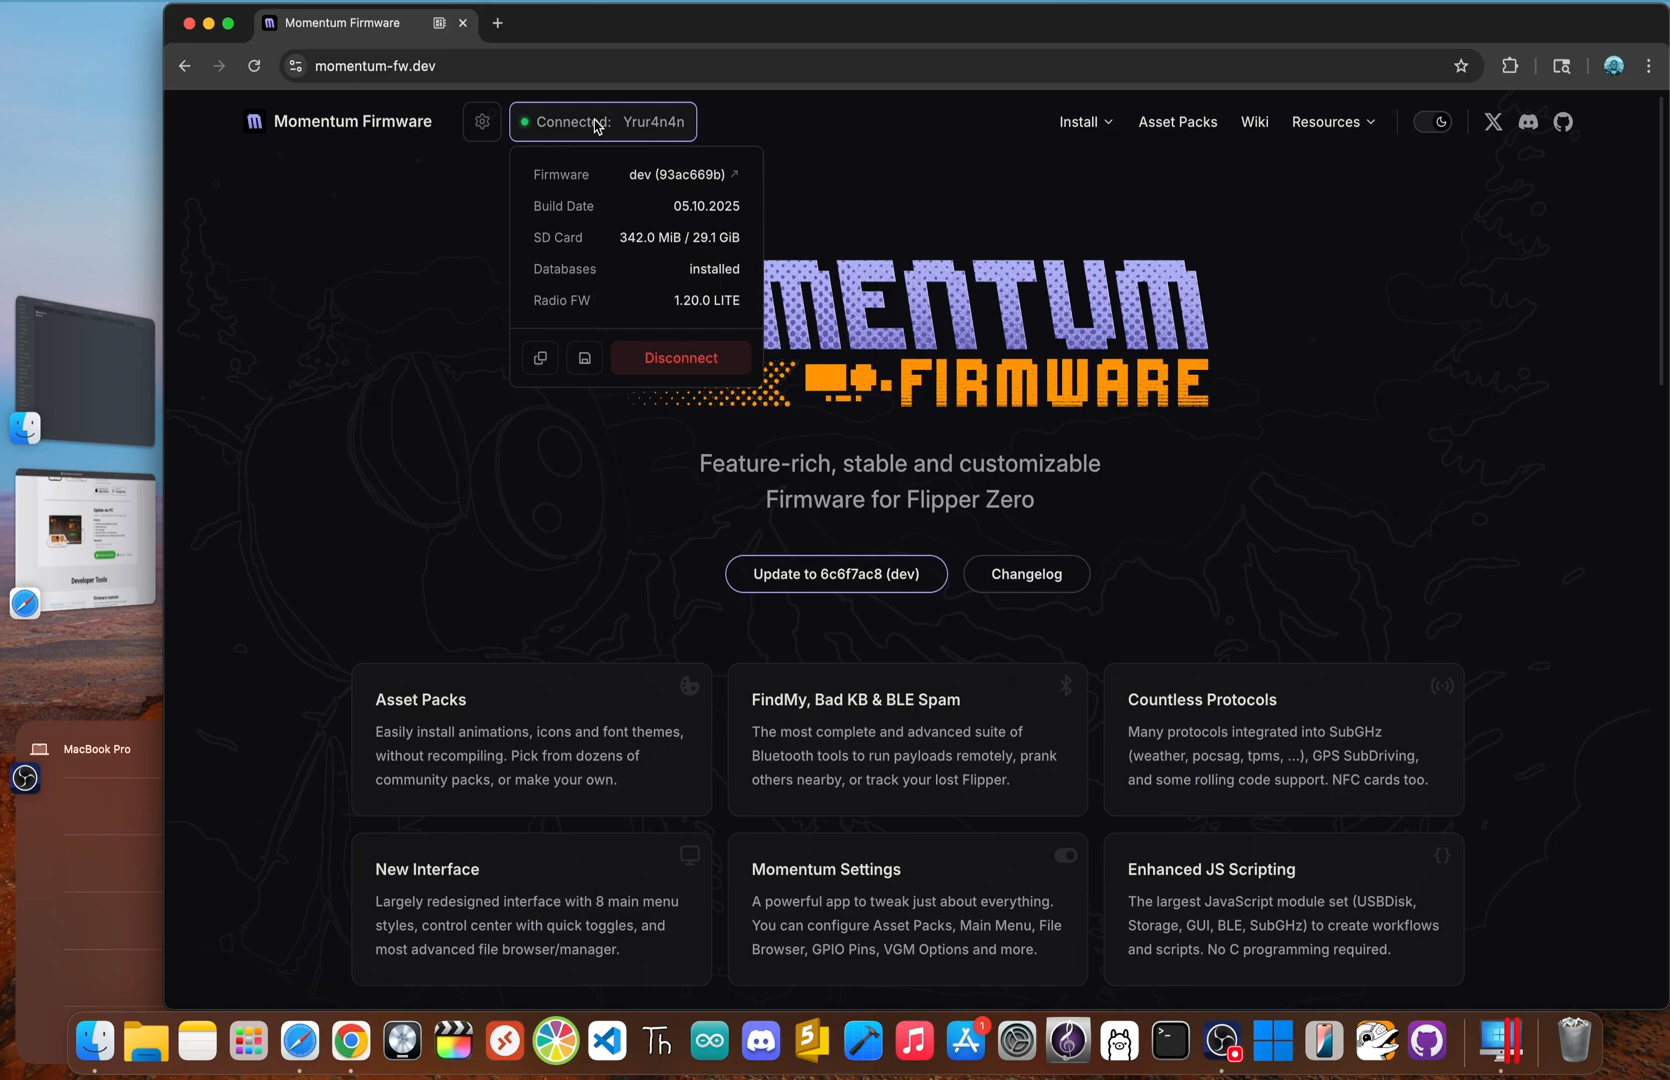 Momentum Firmware
momentum-fw.dev
Momentum Firmware
Connected: Yrur4n4n
Install
Asset Packs
Wiki
Resources
Firmware dev (93ac669b)
Build Date 05.10.2025
SD Card 342.0 MiB / 29.1 GiB
Databases installed
Radio FW 1.20.0 LITE
Disconnect
MENTUM
FIRMWARE
Feature-rich, stable and customizable
Firmware for Flipper Zero
Update to 6c6f7ac8 (dev)
Changelog
Asset Packs
Easily install animations, icons and font themes,
without recompiling. Pick from dozens of
community packs, or make your own.
FindMy, Bad KB & BLE Spam
The most complete and advanced suite of
Bluetooth tools to run payloads remotely, prank
others nearby, or track your lost Flipper.
Countless Protocols
Many protocols integrated into SubGHz
(weather, pocsag, tpms, ...), GPS SubDriving,
and some rolling code support. NFC cards too.
New Interface
Largely redesigned interface with 8 main menu
styles, control center with quick toggles, and
most advanced file browser/manager.
Momentum Settings
A powerful app to tweak just about everything.
You can configure Asset Packs, Main Menu, File
Browser, GPIO Pins, VGM Options and more.
Enhanced JS Scripting
The largest JavaScript module set (USBDisk,
Storage, GUI, BLE, SubGHz) to create workflows
and scripts. No C programming required.
Update via PC
Developer Tools
MacBook Pro
Th
5
1